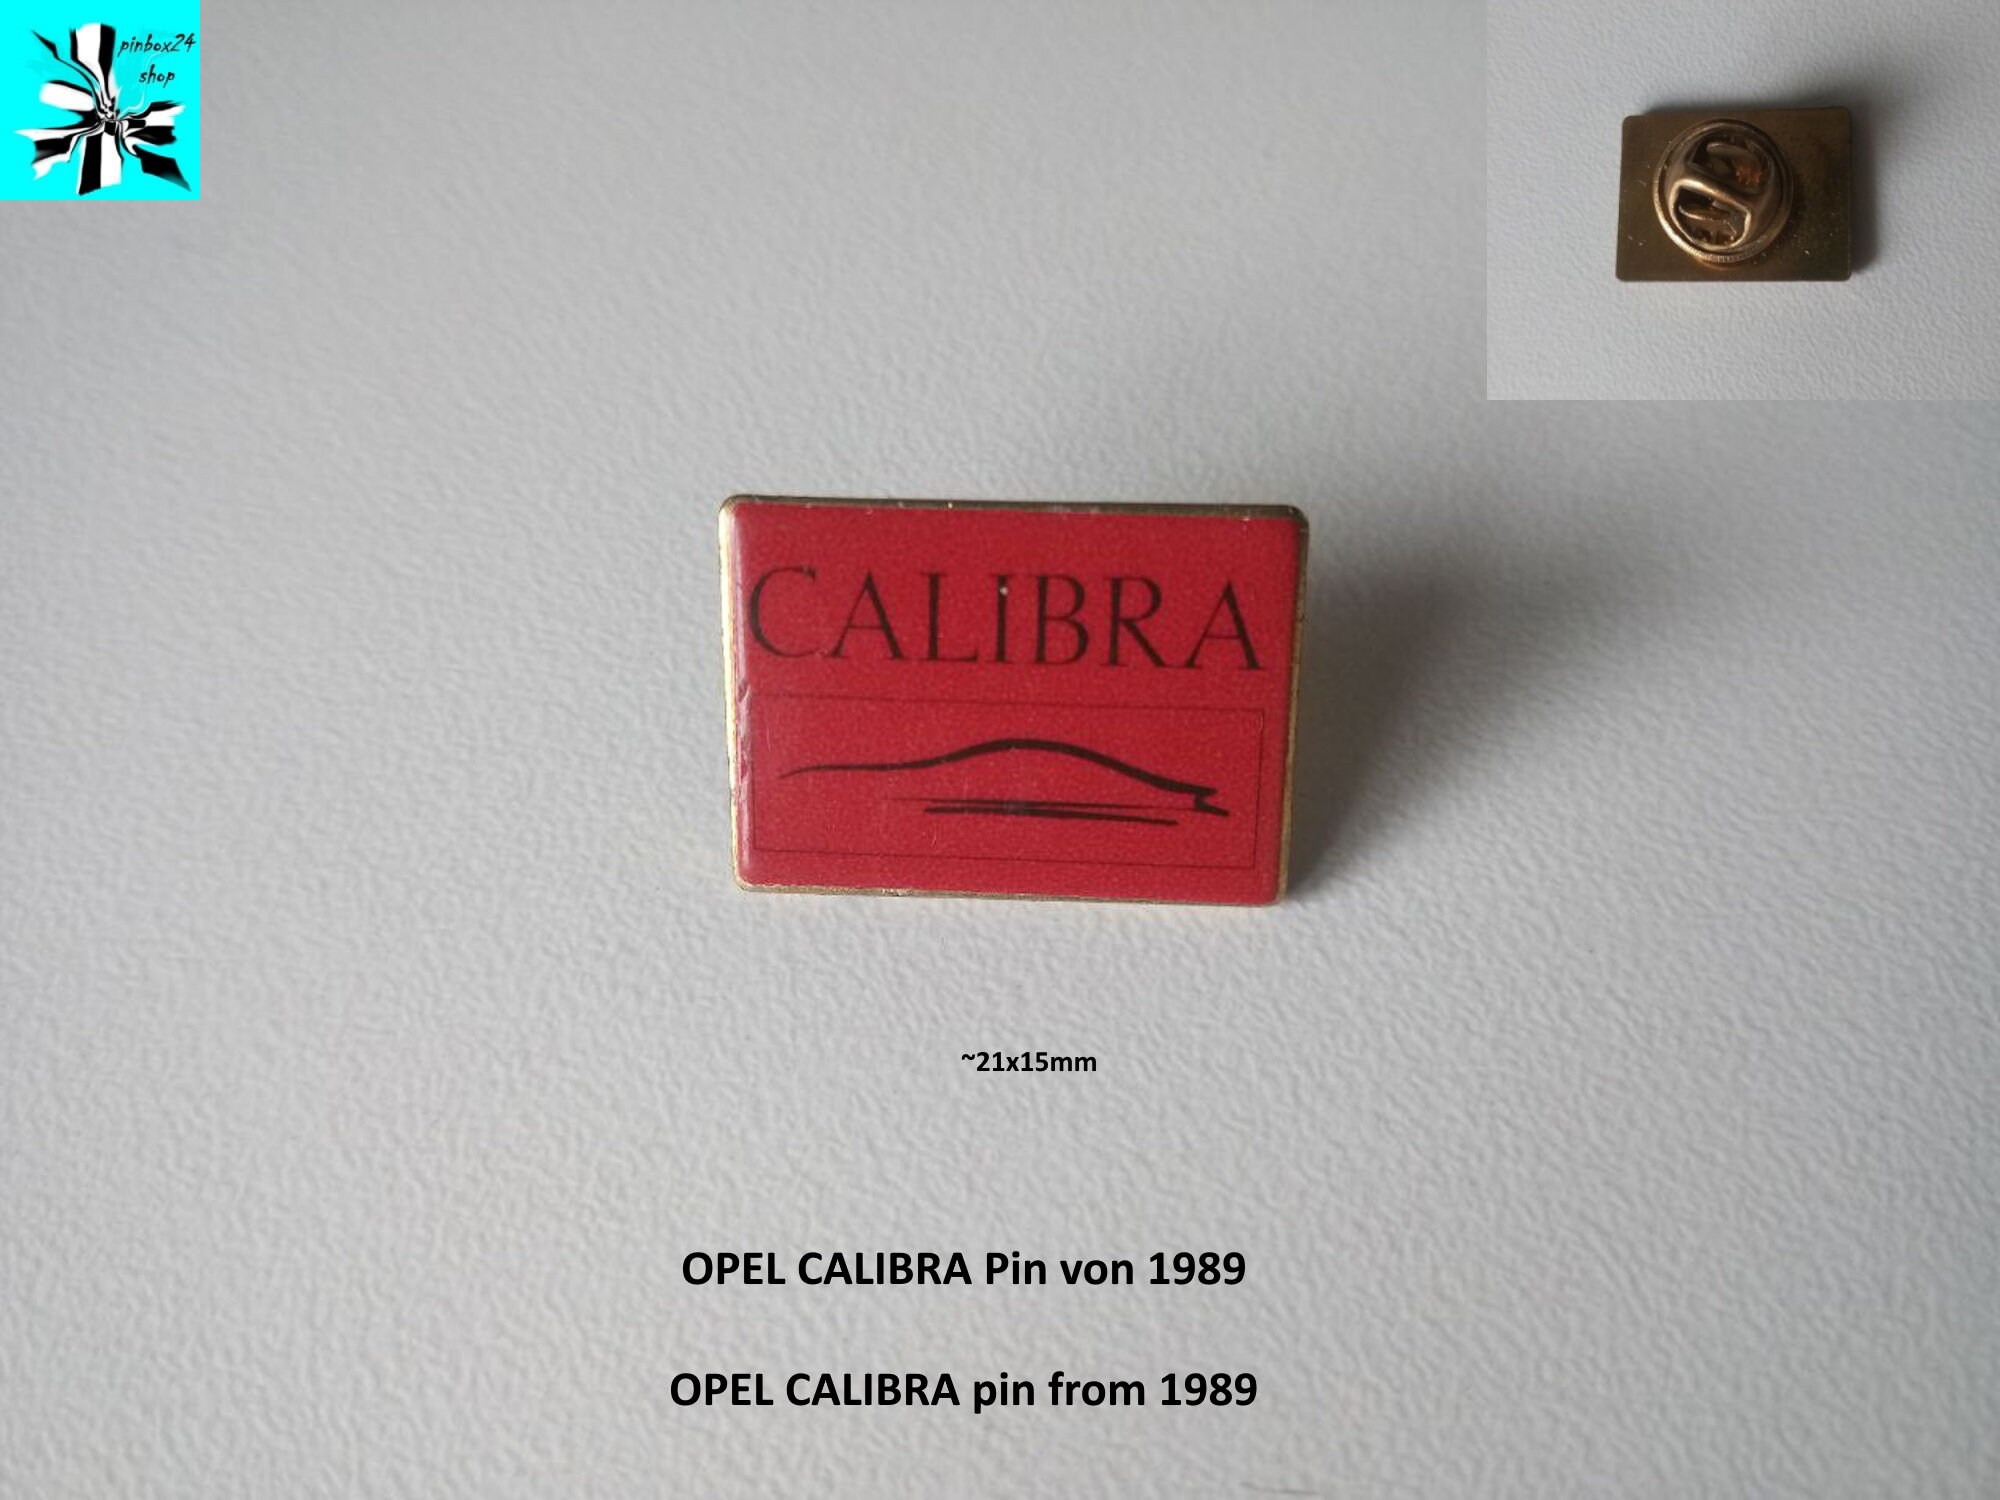 pinbox24
shop
CALIBRA
~21x15mm
OPEL CALIBRA Pin von 1989
OPEL CALIBRA pin from 1989